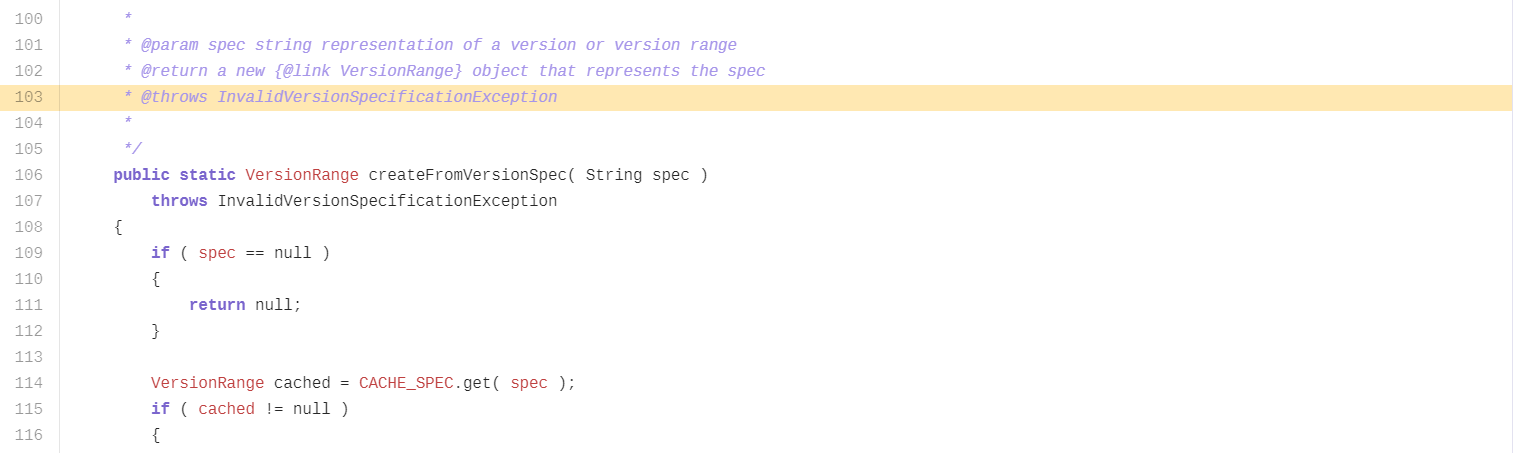 100 *
101 * @param spec string representation of a version or version range
102 * @return a new {@link VersionRange} object that represents the spec
103 * @throws InvalidVersionSpecificationException
104 *
105 */
106 public static VersionRange createFromVersionSpec( String spec )
107 throws InvalidVersionSpecificationException
108 {
109 if ( spec == null )
110 {
111 return null;
112 }
113
114 VersionRange cached = CACHE_SPEC.get( spec );
115 if ( cached != null )
116 {